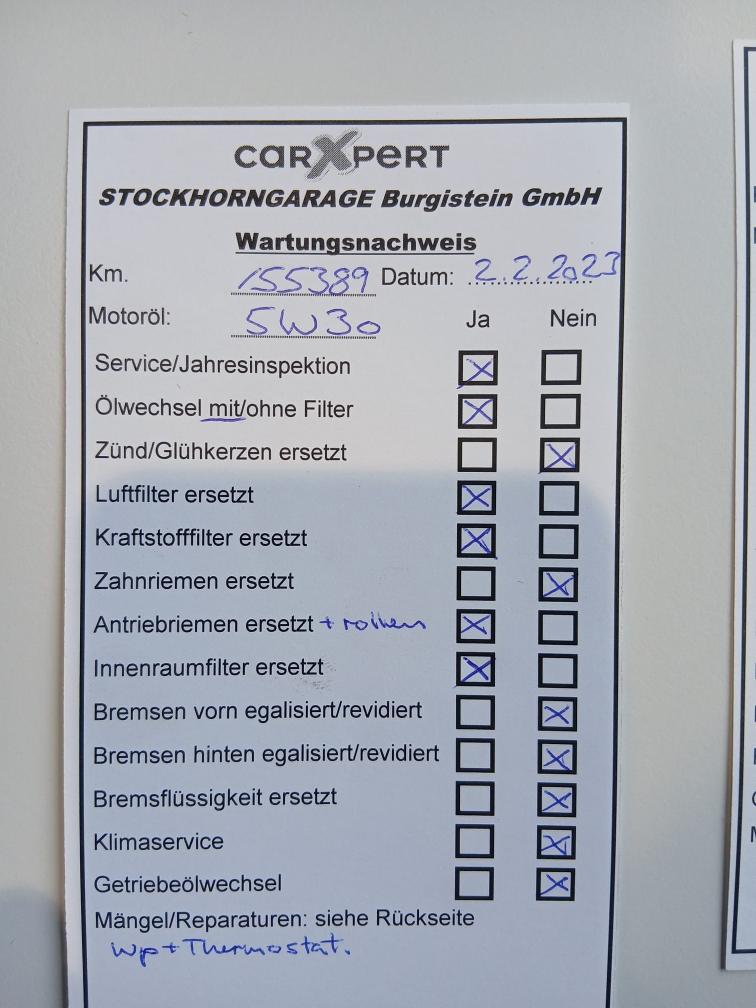 carXpert
STOCKHORNGARAGE Burgistein GmbH
Wartungsnachweis
Km. 155389 Datum: 2.2.2023
Motoröl: 5W30 Ja Nein
Service/Jahresinspektion
Ölwechsel mit/ohne Filter
Zünd/Glühkerzen ersetzt
Luftfilter ersetzt
Kraftstofffilter ersetzt
Zahnriemen ersetzt
Antriebriemen ersetzt + rollen
Innenraumfilter ersetzt
Bremsen vorn egalisiert/revidiert
Bremsen hinten egalisiert/revidiert
Bremsflüssigkeit ersetzt
Klimaservice
Getriebeölwechsel
Mängel/Reparaturen: siehe Rückseite
Wp + Thermostat.